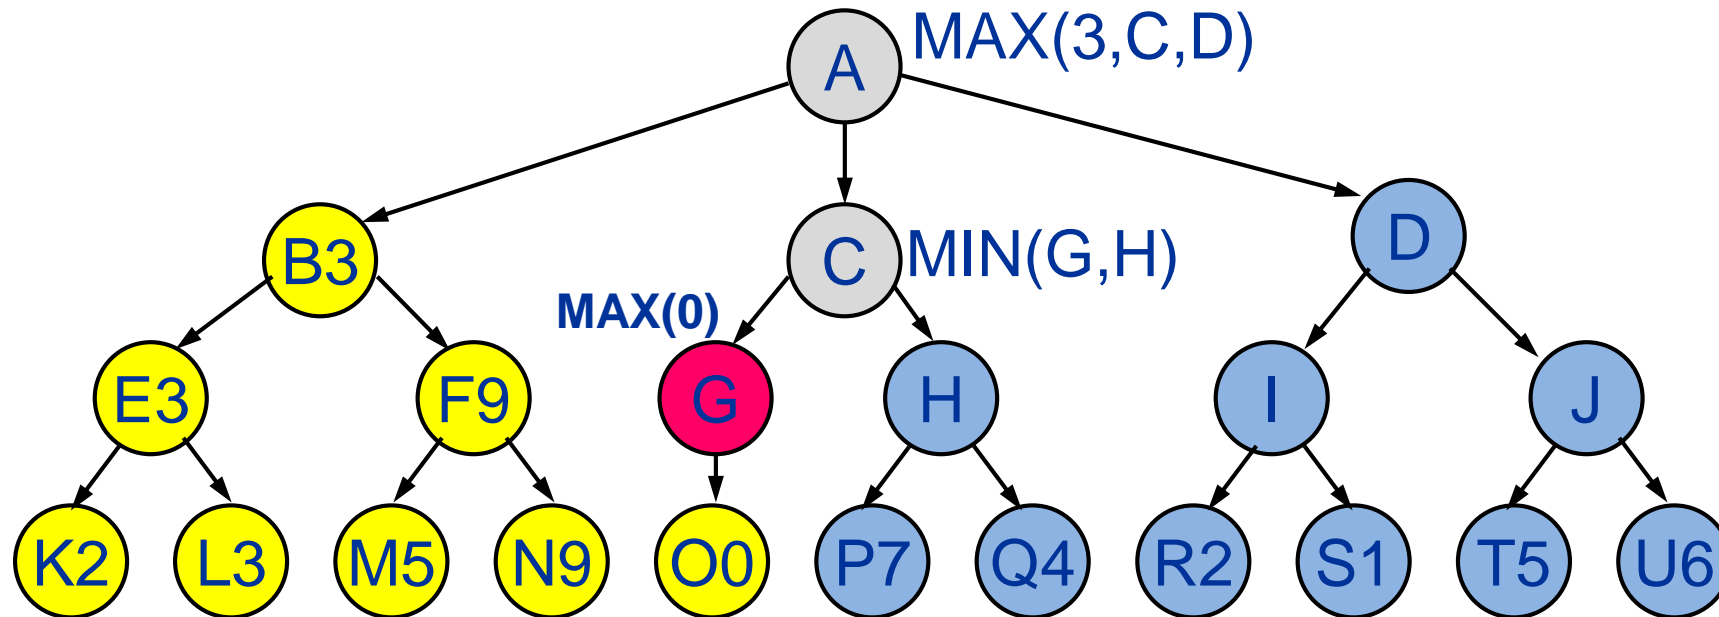 A MAX(3,C,D)
B3 C MIN(G,H) D
MAX(0)
E3 F9 G H I J
K2 L3 M5 N9 O0 P7 Q4 R2 S1 T5 U6